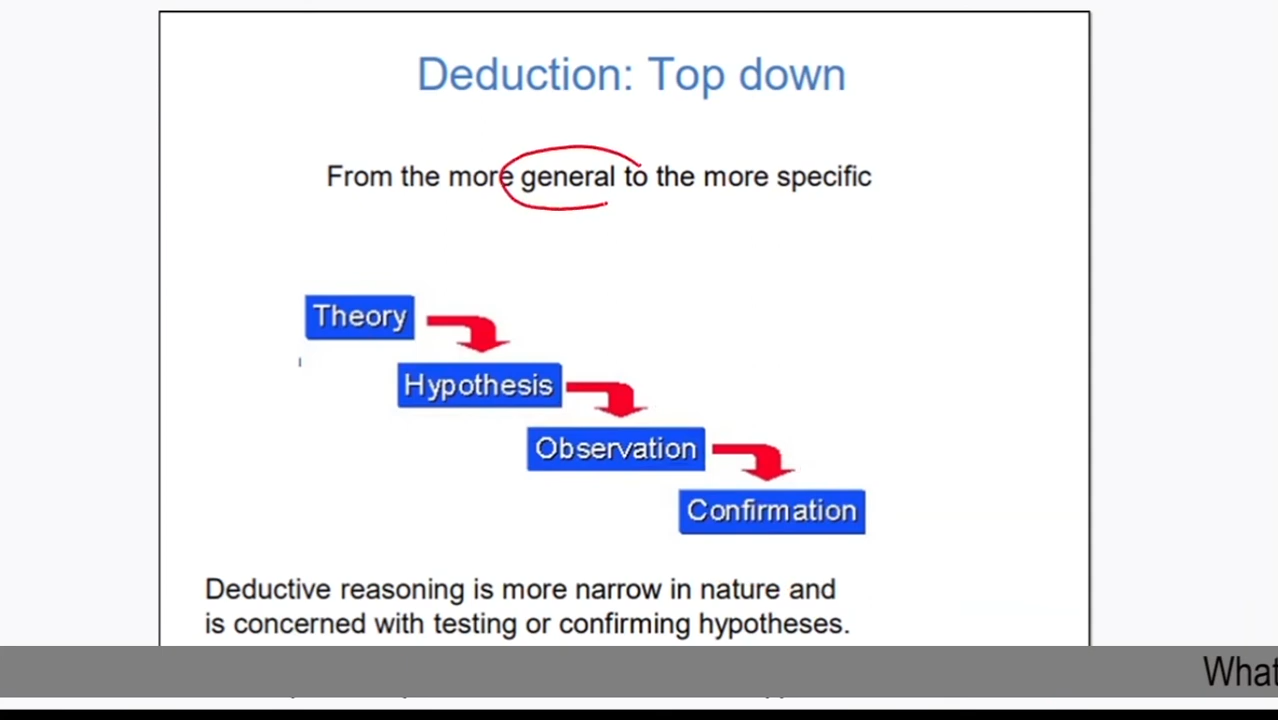 Deduction: Top down
From the more general to the more specific
Theory
Hypothesis
Observation
Confirmation
Deductive reasoning is more narrow in nature and
is concerned with testing or confirming hypotheses.
What